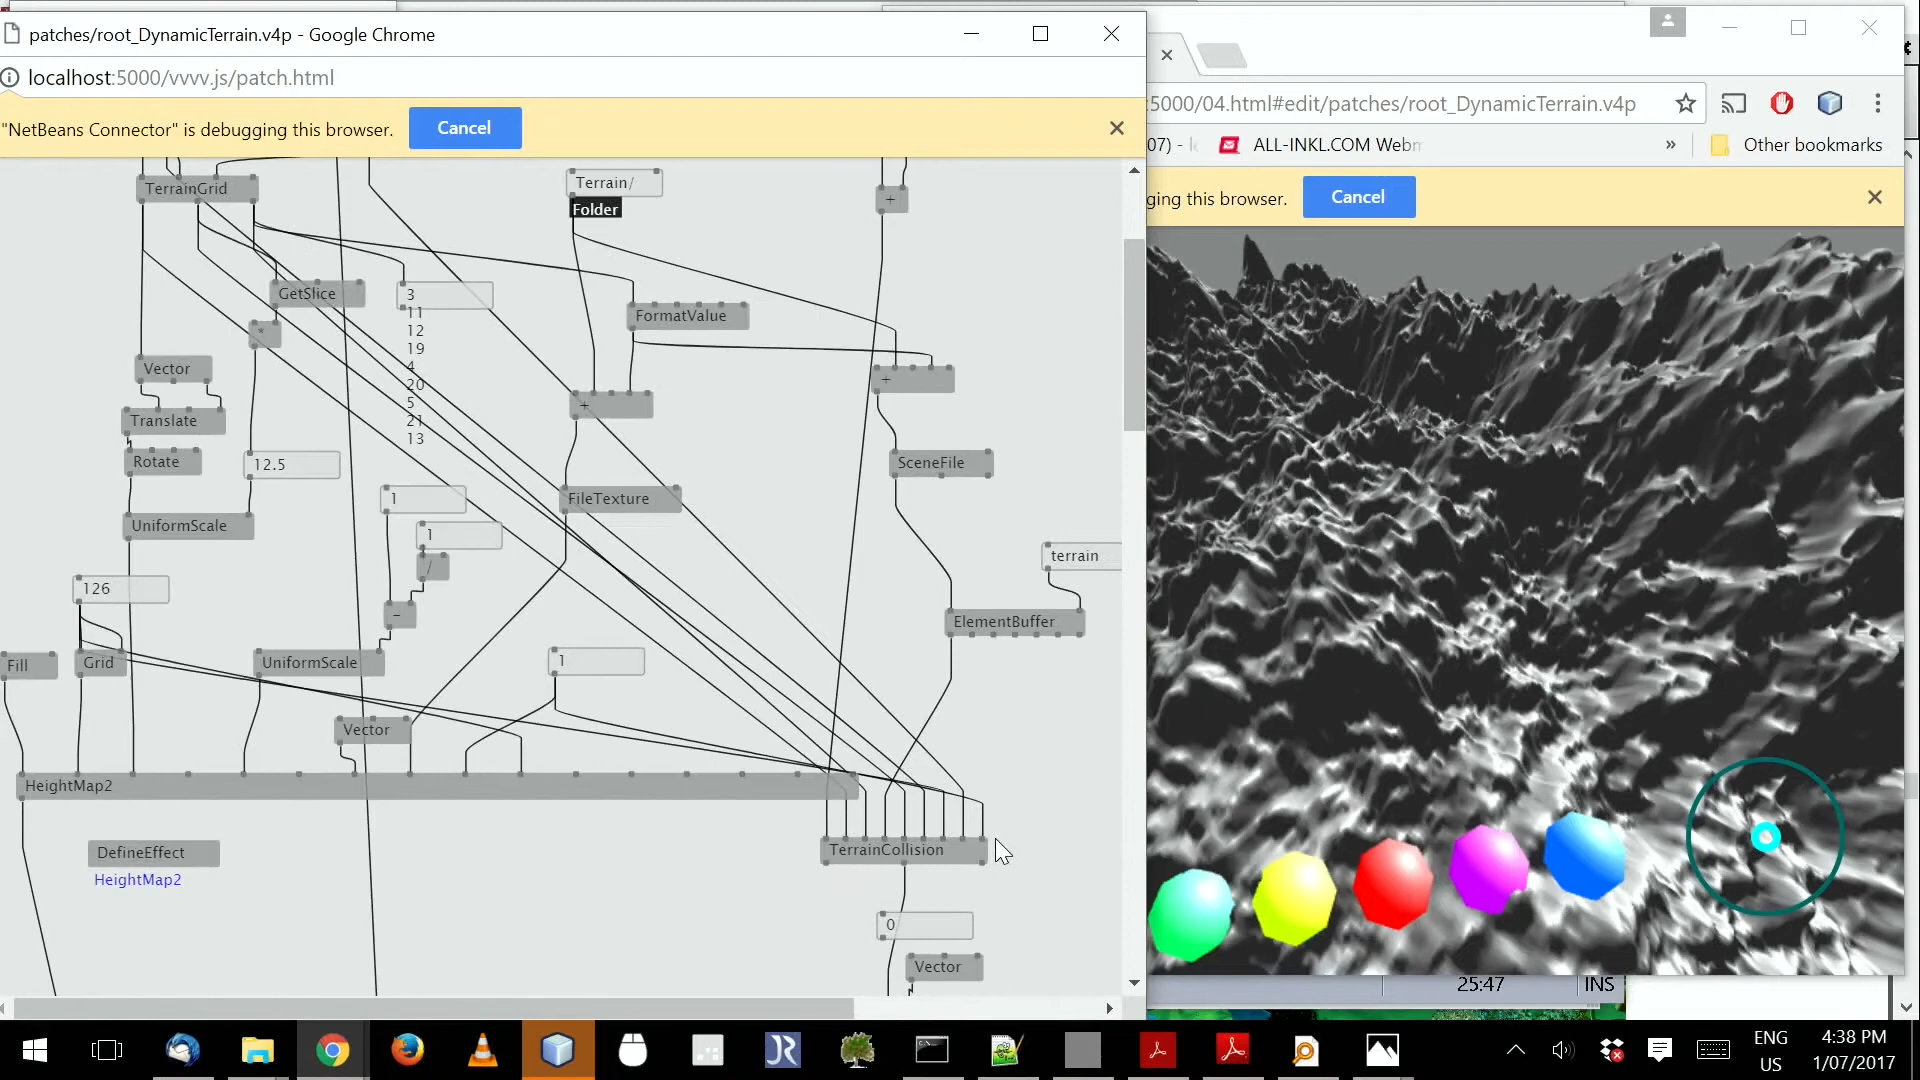 patches/root_DynamicTerrain.v4p - Google Chrome
localhost:5000/vvvv.js/patch.html
"NetBeans Connector" is debugging this browser.
Cancel
TerrainGrid
Terrain/
Folder
+
GetSlice
3
11
12
19
4
20
5
21
13
FormatValue
*
Vector
+
+
Translate
Rotate
12.5
SceneFile
1
FileTexture
UniformScale
1
/
terrain
126
-
ElementBuffer
Fill
Grid
UniformScale
1
Vector
HeightMap2
DefineEffect
HeightMap2
TerrainCollision
0
Vector
:5000/04.html#edit/patches/root_DynamicTerrain.v4p
ALL-INKL.COM Webm
»
Other bookmarks
ging this browser.
Cancel
25:47
INS
ENG
US
4:38 PM
1/07/2017